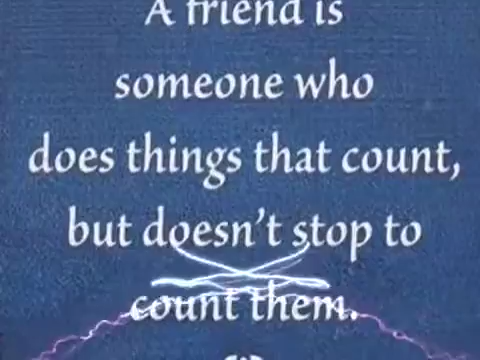 A friend is
someone who
does things that count,
but doesn't stop to
count them.